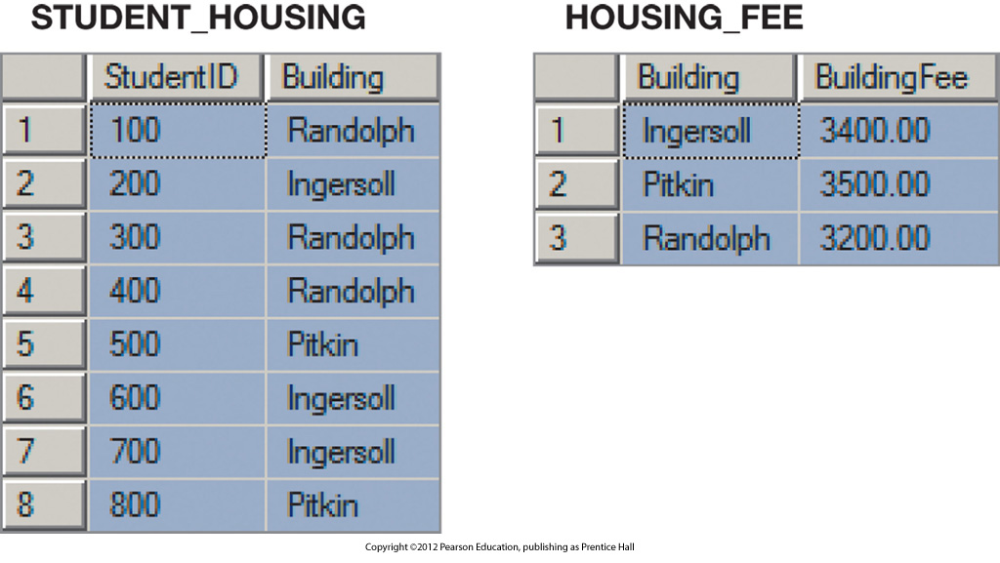 STUDENT_HOUSING
StudentID Building
1 100 Randolph
2 200 Ingersoll
3 300 Randolph
4 400 Randolph
5 500 Pitkin
6 600 Ingersoll
7 700 Ingersoll
8 800 Pitkin
HOUSING_FEE
Building BuildingFee
1 Ingersoll 3400.00
2 Pitkin 3500.00
3 Randolph 3200.00
Copyright ©2012 Pearson Education, publishing as Prentice Hall